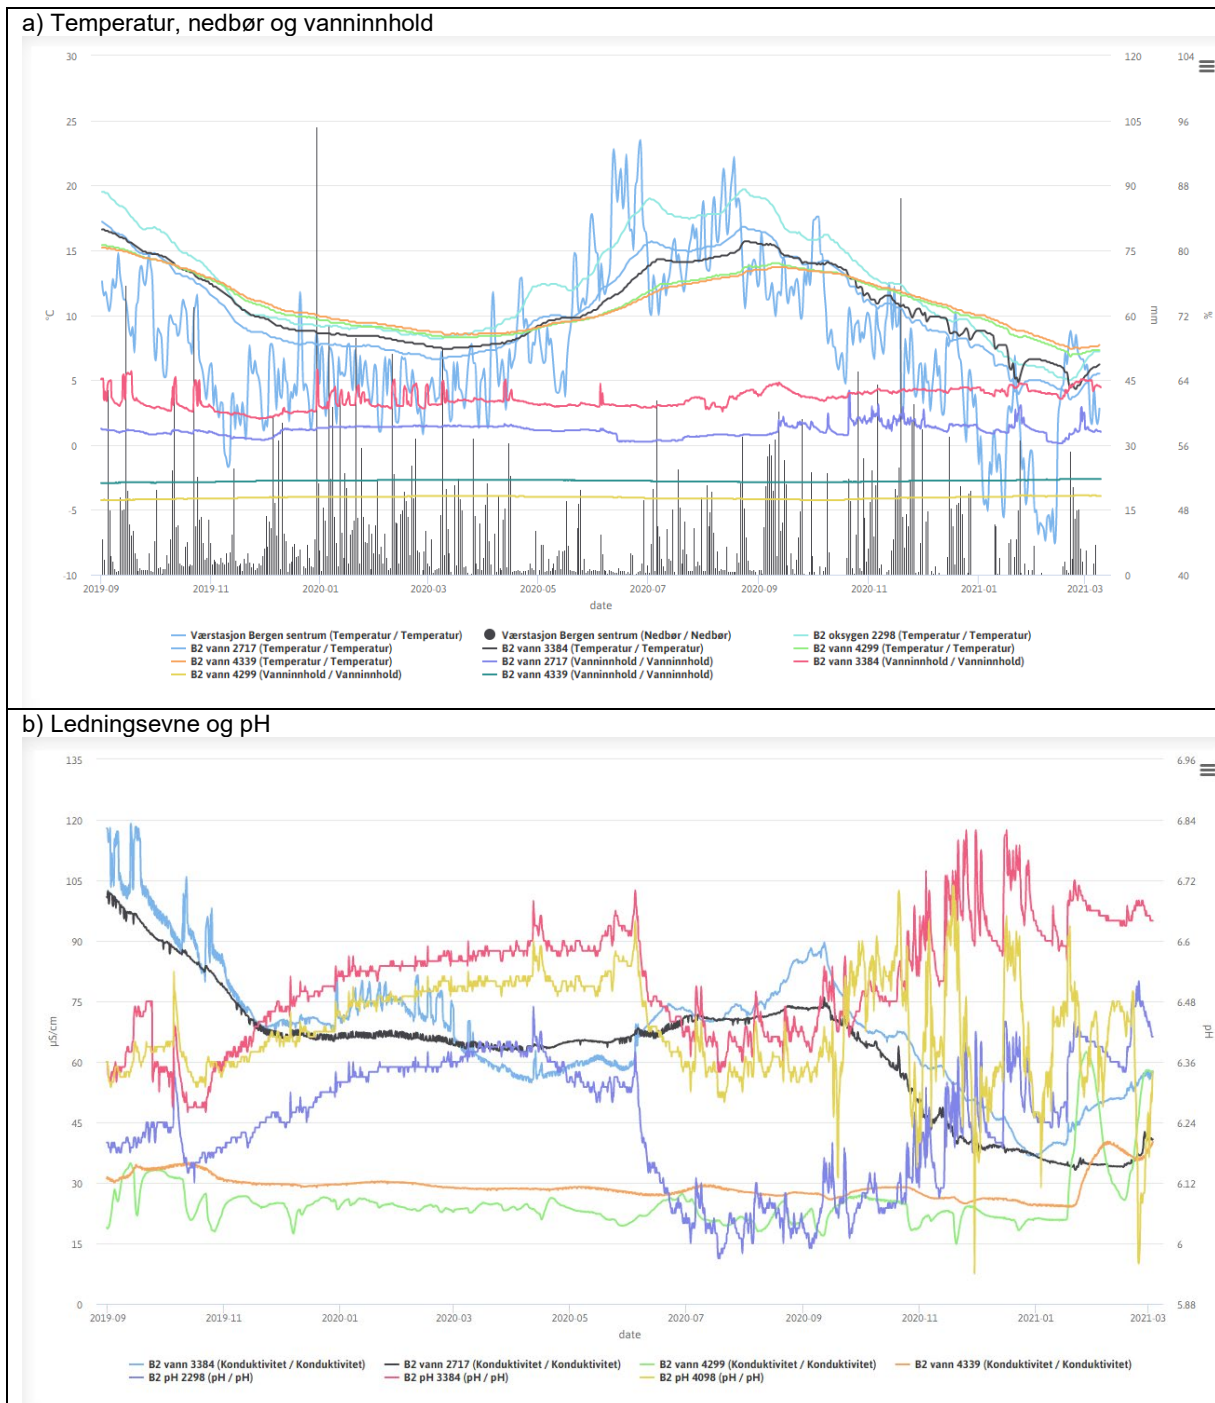 a) Temperatur, nedbør og vanninnhold
30 120 104
25 105 96
20 90 88
15 75 80
°C 10 60 mm 72 %
5 45 64
0 30 56
-5 15 48
-10 0 40
2019-09 2019-11 2020-01 2020-03 2020-05 2020-07 2020-09 2020-11 2021-01 2021-03
date
Værstasjon Bergen sentrum (Temperatur / Temperatur) Værstasjon Bergen sentrum (Nedbør / Nedbør) B2 oksygen 2298 (Temperatur / Temperatur)
B2 vann 2717 (Temperatur / Temperatur) B2 vann 3384 (Temperatur / Temperatur) B2 vann 4299 (Temperatur / Temperatur)
B2 vann 4339 (Temperatur / Temperatur) B2 vann 2717 (Vanninnhold / Vanninnhold) B2 vann 3384 (Vanninnhold / Vanninnhold)
B2 vann 4299 (Vanninnhold / Vanninnhold) B2 vann 4339 (Vanninnhold / Vanninnhold)
b) Ledningsevne og pH
135 6.96
120 6.84
105 6.72
90 6.6
75 6.48
µS/cm pH
60 6.36
45 6.24
30 6.12
15 6
0 5.88
2019-09 2019-11 2020-01 2020-03 2020-05 2020-07 2020-09 2020-11 2021-01 2021-03
date
B2 vann 3384 (Konduktivitet / Konduktivitet) B2 vann 2717 (Konduktivitet / Konduktivitet) B2 vann 4299 (Konduktivitet / Konduktivitet) B2 vann 4339 (Konduktivitet / Konduktivitet)
B2 pH 2298 (pH / pH) B2 pH 3384 (pH / pH) B2 pH 4098 (pH / pH)